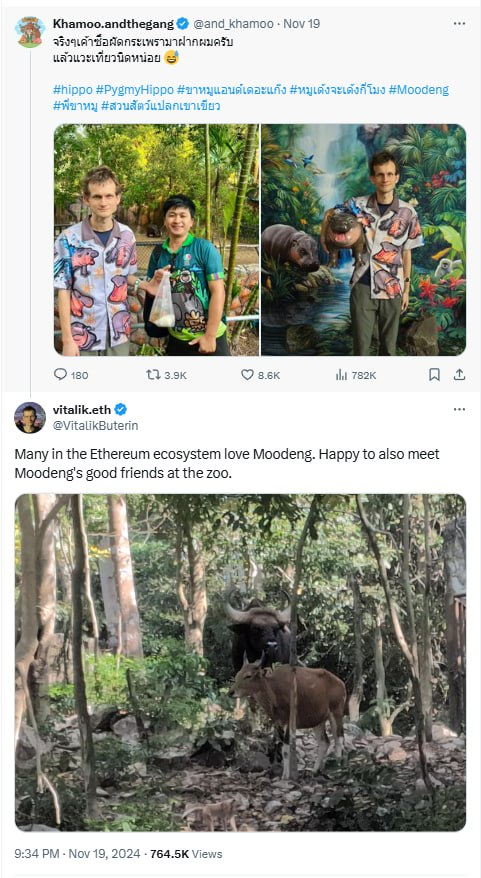 Khamoo.andthegang @and_khamoo · Nov 19
จริงๆเค้าซื้อผัดกระเพรามาฝากผมครับ
แล้วแวะเที่ยวนิดหน่อย 😅
#hippo #PygmyHippo #ขาหมูแอนด์เดอะแก๊ง #หมูเด้งจะเด้งกี่โมง #Moodeng
#พี่ขาหมู #สวนสัตว์แปลกเขาเขียว
180 3.9K 8.6K 782K
vitalik.eth
@VitalikButerin
Many in the Ethereum ecosystem love Moodeng. Happy to also meet
Moodeng's good friends at the zoo.
9:34 PM · Nov 19, 2024 · 764.5K Views